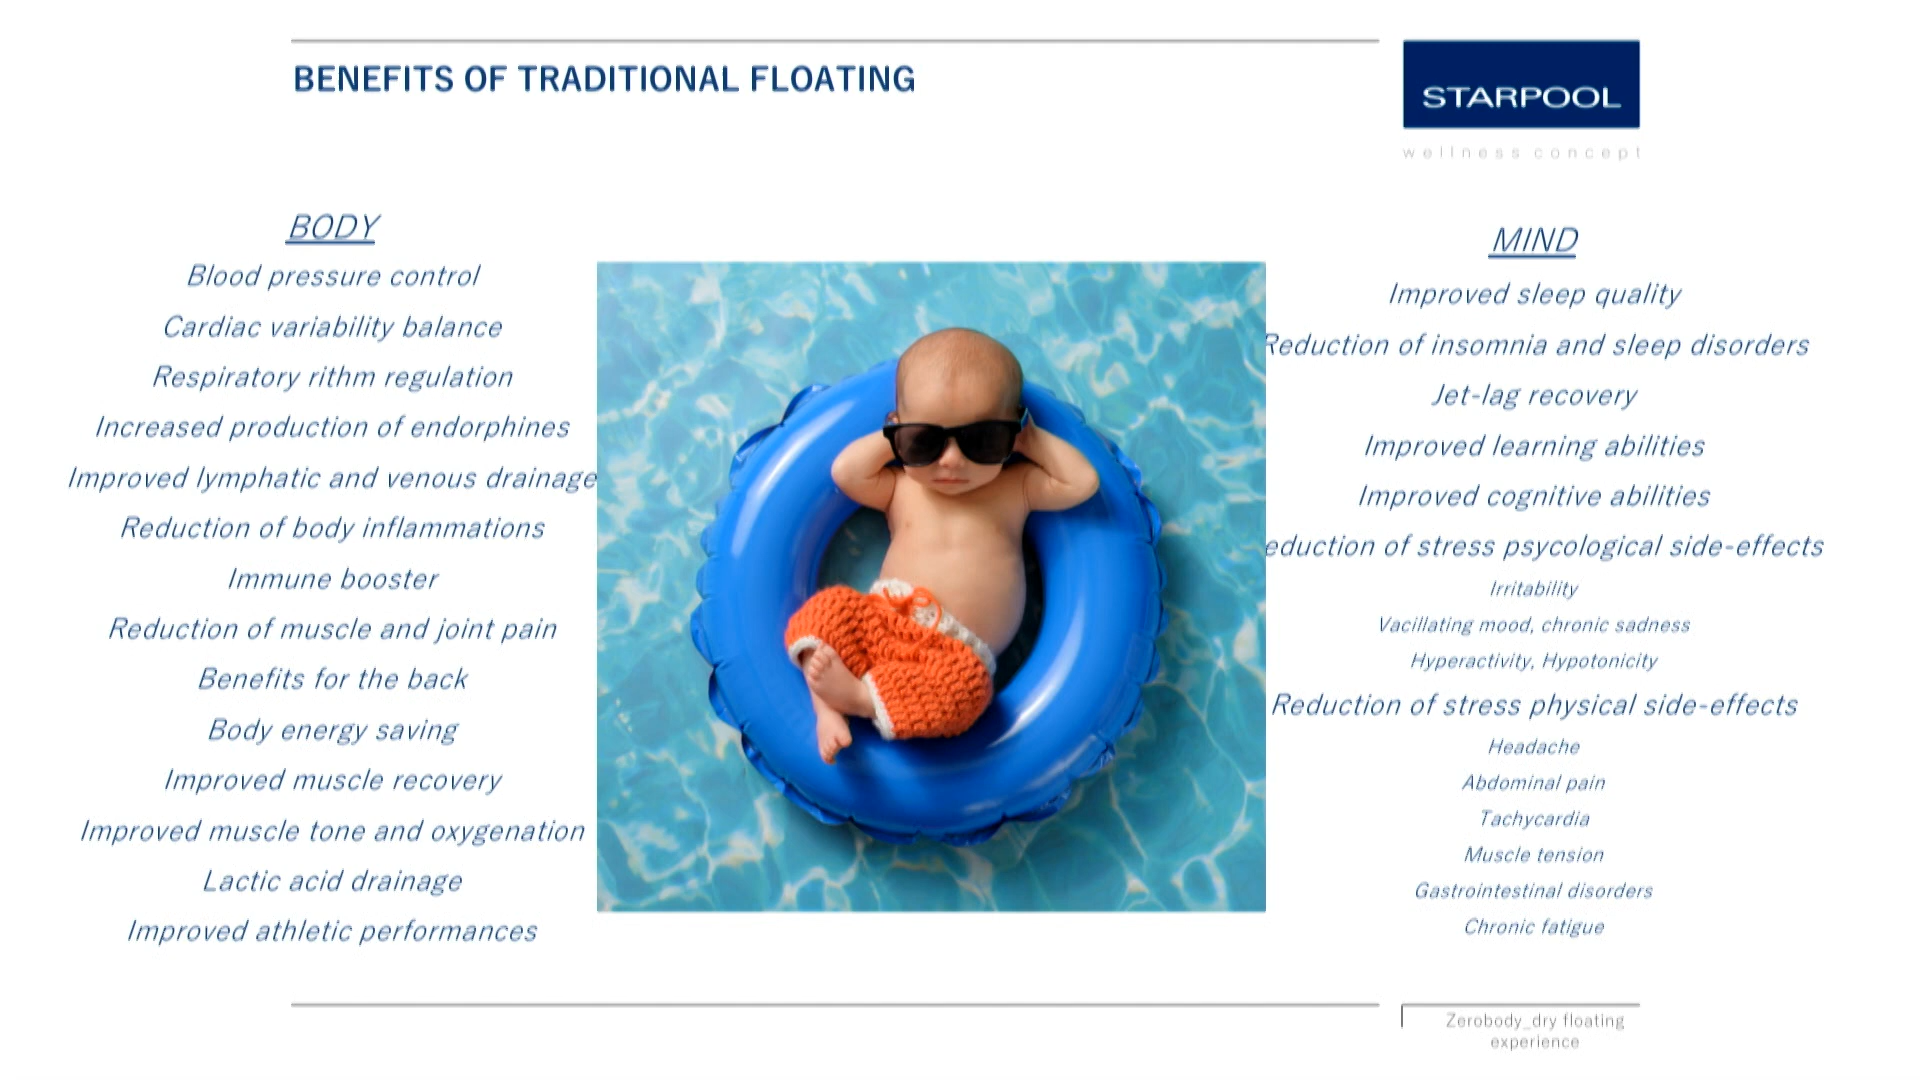 BENEFITS OF TRADITIONAL FLOATING
STARPOOL
wellness concept
BODY
Blood pressure control
Cardiac variability balance
Respiratory rithm regulation
Increased production of endorphines
Improved lymphatic and venous drainage
Reduction of body inflammations
Immune booster
Reduction of muscle and joint pain
Benefits for the back
Body energy saving
Improved muscle recovery
Improved muscle tone and oxygenation
Lactic acid drainage
Improved athletic performances
MIND
Improved sleep quality
Reduction of insomnia and sleep disorders
Jet-lag recovery
Improved learning abilities
Improved cognitive abilities
eduction of stress psycological side-effects
Irritability
Vacillating mood, chronic sadness
Hyperactivity, Hypotonicity
Reduction of stress physical side-effects
Headache
Abdominal pain
Tachycardia
Muscle tension
Gastrointestinal disorders
Chronic fatigue
Zerobody_dry floating
experience